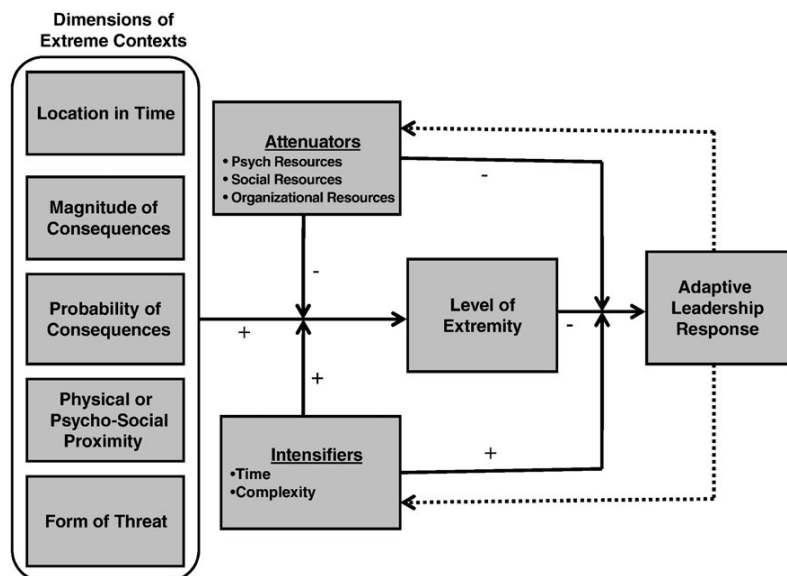 Dimensions of
Extreme Contexts
Location in Time
Magnitude of
Consequences
Probability of
Consequences
Physical or
Psycho-Social
Proximity
Form of Threat
Attenuators
• Psych Resources
• Social Resources
• Organizational Resources
-
-
+
+
Level of
Extremity
-
Intensifiers
•Time
•Complexity
+
Adaptive
Leadership
Response